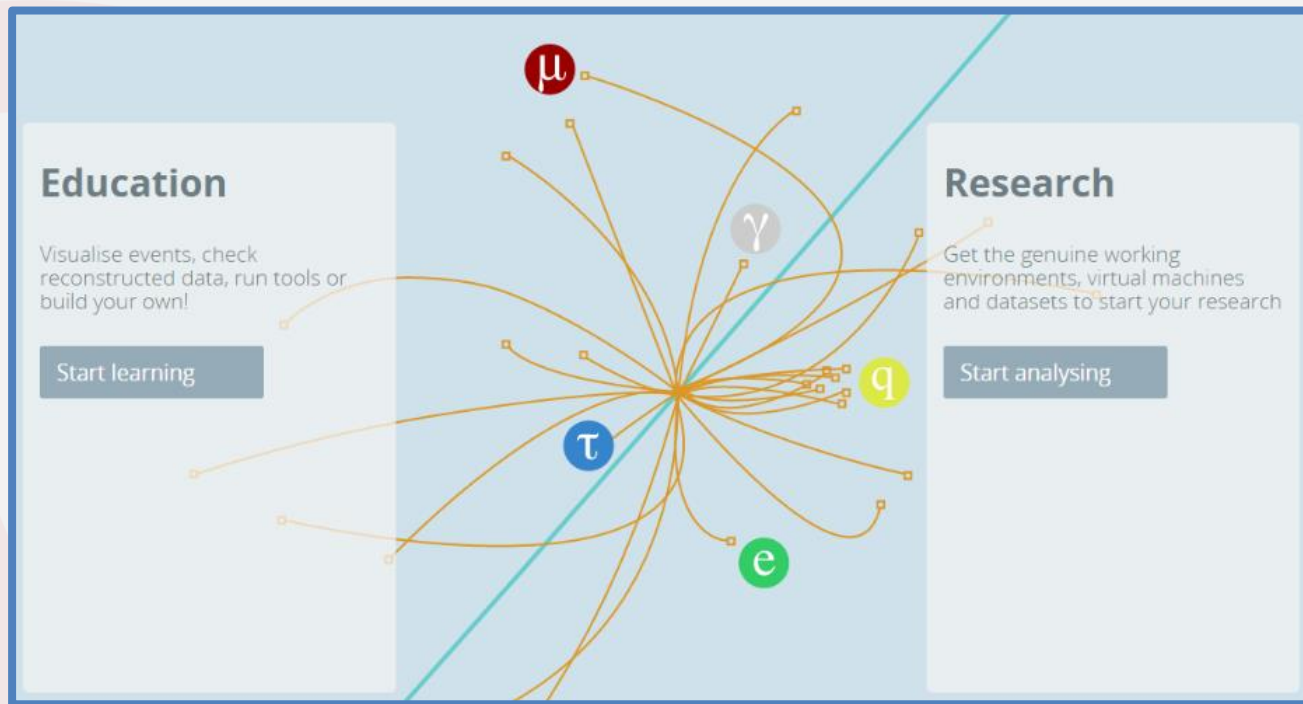 Education
Visualise events, check
reconstructed data, run tools or
build your own!
Start learning
μ
γ
τ
q
e
Research
Get the genuine working
environments, virtual machines
and datasets to start your research
Start analysing